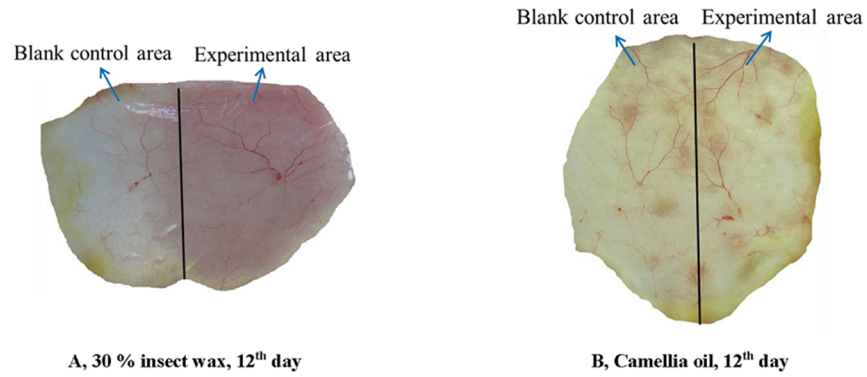 Blank control area Experimental area
Blank control area Experimental area
A, 30 % insect wax, 12th day
B, Camellia oil, 12th day